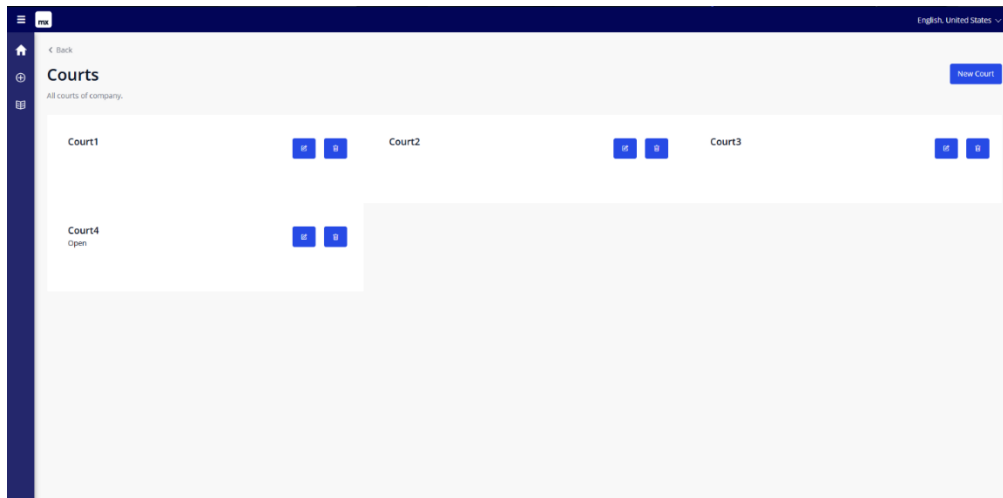 mx
English, United States
Back
Courts
New Court
All courts of company.
Court1
Court2
Court3
Court4
Open